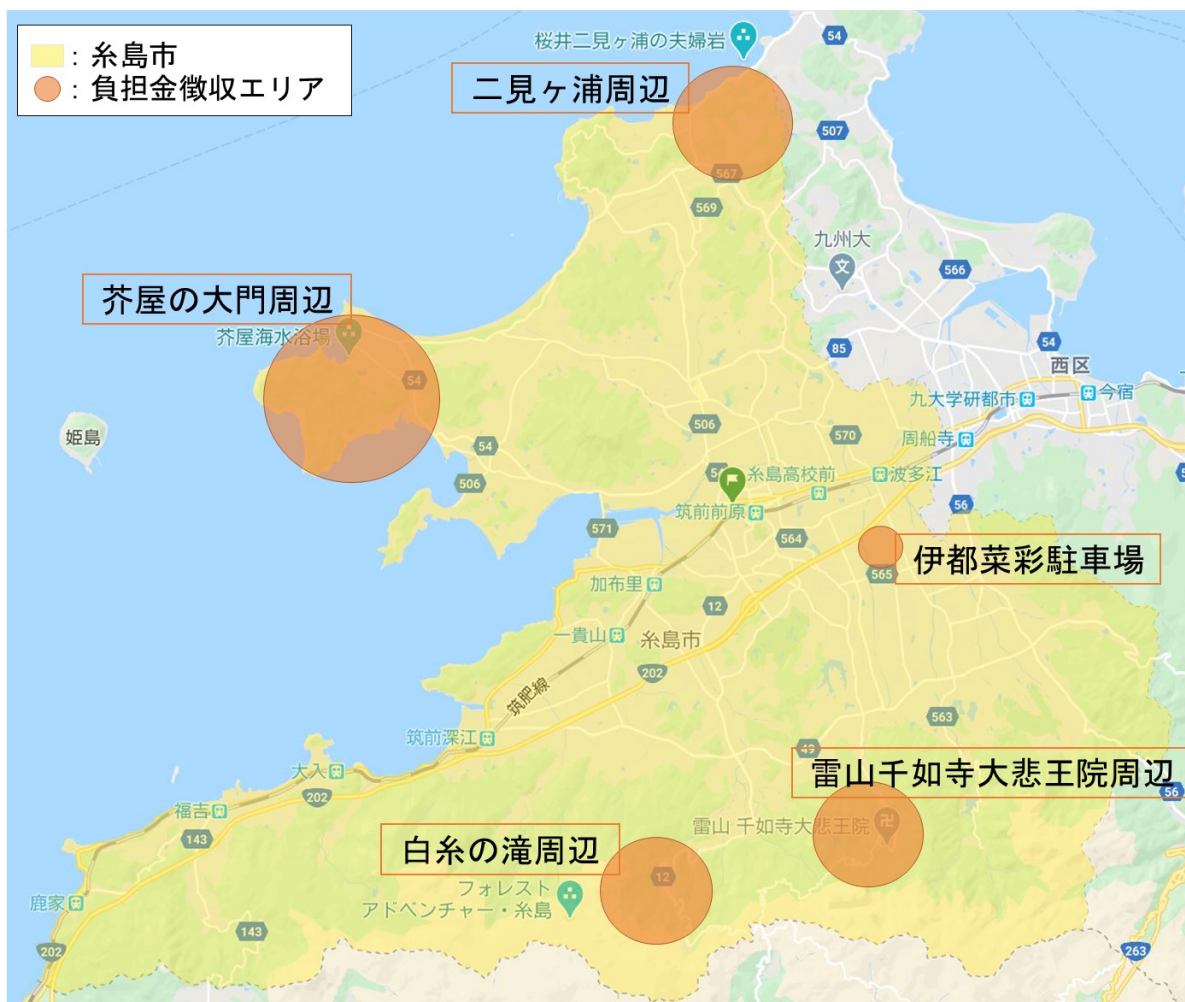 : 糸島市
: 負担金徴収エリア
桜井二見ヶ浦の夫婦岩
54
二見ヶ浦周辺
507
567
569
九州大
文
566
芥屋の大門周辺
芥屋海水浴場
54
85
54
西区
九大学研都市
今宿
姫島
54
506
570
周船寺
506
54
糸島高校前
波多江
筑前前原
56
571
564
伊都菜彩駐車場
565
加布里
12
一貴山
糸島市
202
筑肥線
563
筑前深江
49
大入
雷山千如寺大悲王院周辺
202
56
福吉
143
雷山 千如寺大悲王院
卍
白糸の滝周辺
12
フォレスト
アドベンチャー・糸島
鹿家
143
202
263